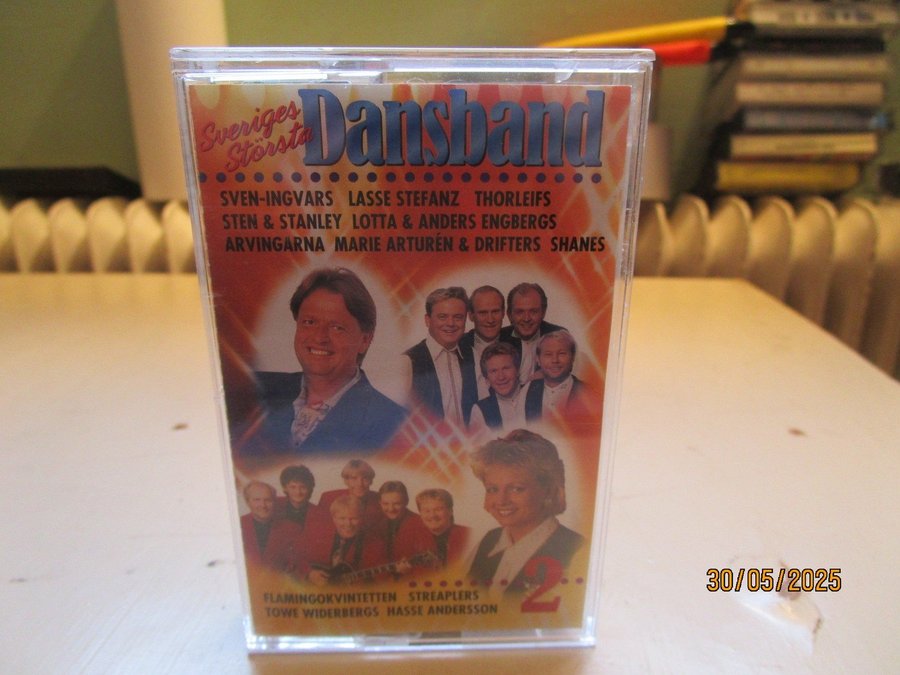 Sveriges
Största
Dansband
SVEN-INGVARS LASSE STEFANZ THORLEIFS
STEN & STANLEY LOTTA & ANDERS ENGBERGS
ARVINGARNA MARIE ARTURÉN & DRIFTERS SHANES
FLAMINGOKVINTETTEN STREAPLERS
TOWE WIDERBERGS HASSE ANDERSSON
2
30/05/2025